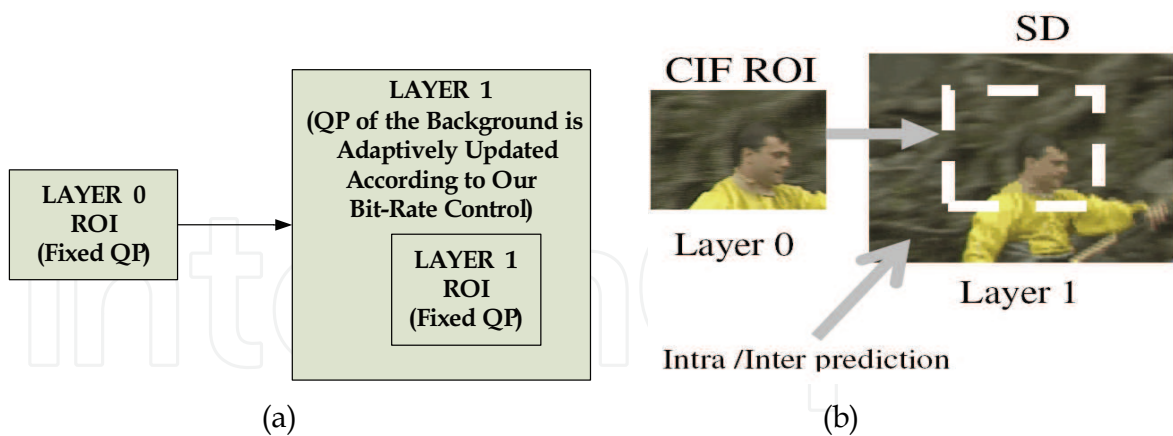 LAYER 0
ROI
(Fixed QP)
LAYER 1
(QP of the Background is
Adaptively Updated
According to Our
Bit-Rate Control)
LAYER 1
ROI
(Fixed QP)
(a)
SD
CIF ROI
Layer 0
Layer 1
Intra /Inter prediction
(b)